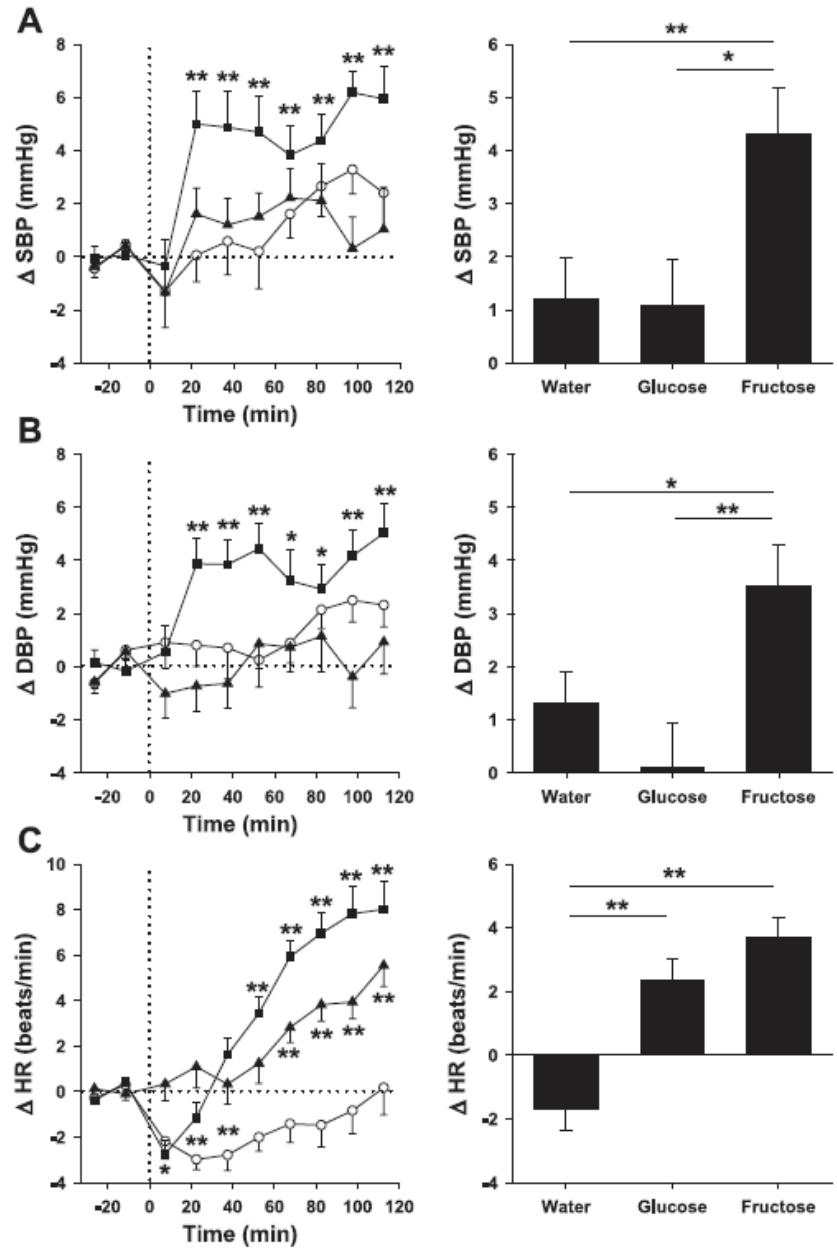 A
Δ SBP (mmHg)
8
6
4
2
0
-2
-4
** ** ** ** ** ** **
-20 0 20 40 60 80 100 120
Time (min)
Δ SBP (mmHg)
6
5
4
3
2
1
0
**
*
Water Glucose Fructose
B
Δ DBP (mmHg)
8
6
4
2
0
-2
-4
** ** ** * * ** **
-20 0 20 40 60 80 100 120
Time (min)
Δ DBP (mmHg)
6
5
4
3
2
1
0
*
**
Water Glucose Fructose
C
Δ HR (beats/min)
10
8
6
4
2
0
-2
-4
** ** ** ** **
** ** ** **
* ** **
-20 0 20 40 60 80 100 120
Time (min)
Δ HR (beats/min)
6
4
2
0
-2
-4
**
**
Water Glucose Fructose